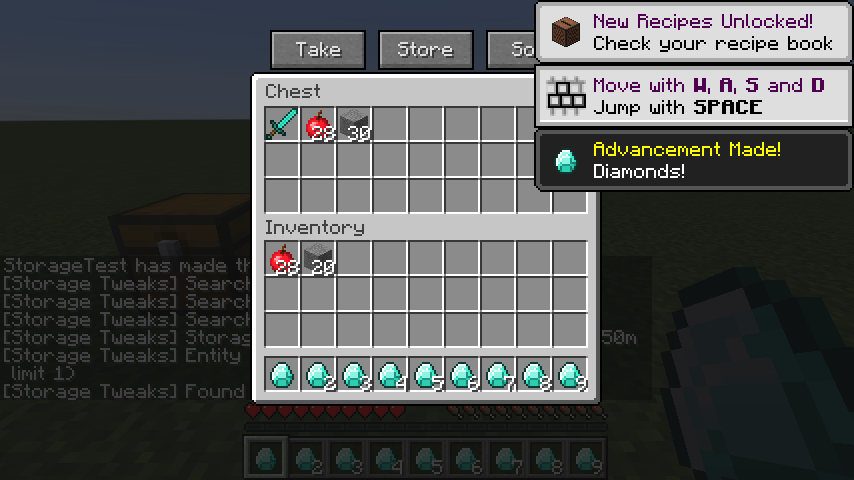 New Recipes Unlocked!
Check your recipe book
Take
Store
So
Move with W, A, S and D
Jump with SPACE
Chest
28
30
Advancement Made!
Diamonds!
Inventory
28
20
StorageTest has made th
[Storage Tweaks] Search
[Storage Tweaks] Search
[Storage Tweaks] Search
[Storage Tweaks] Storag
50m
[Storage Tweaks] Entity
limit 1)
[Storage Tweaks] Found
2 3 4 5 6 7 8 9
2 3 4 5 6 7 8 9